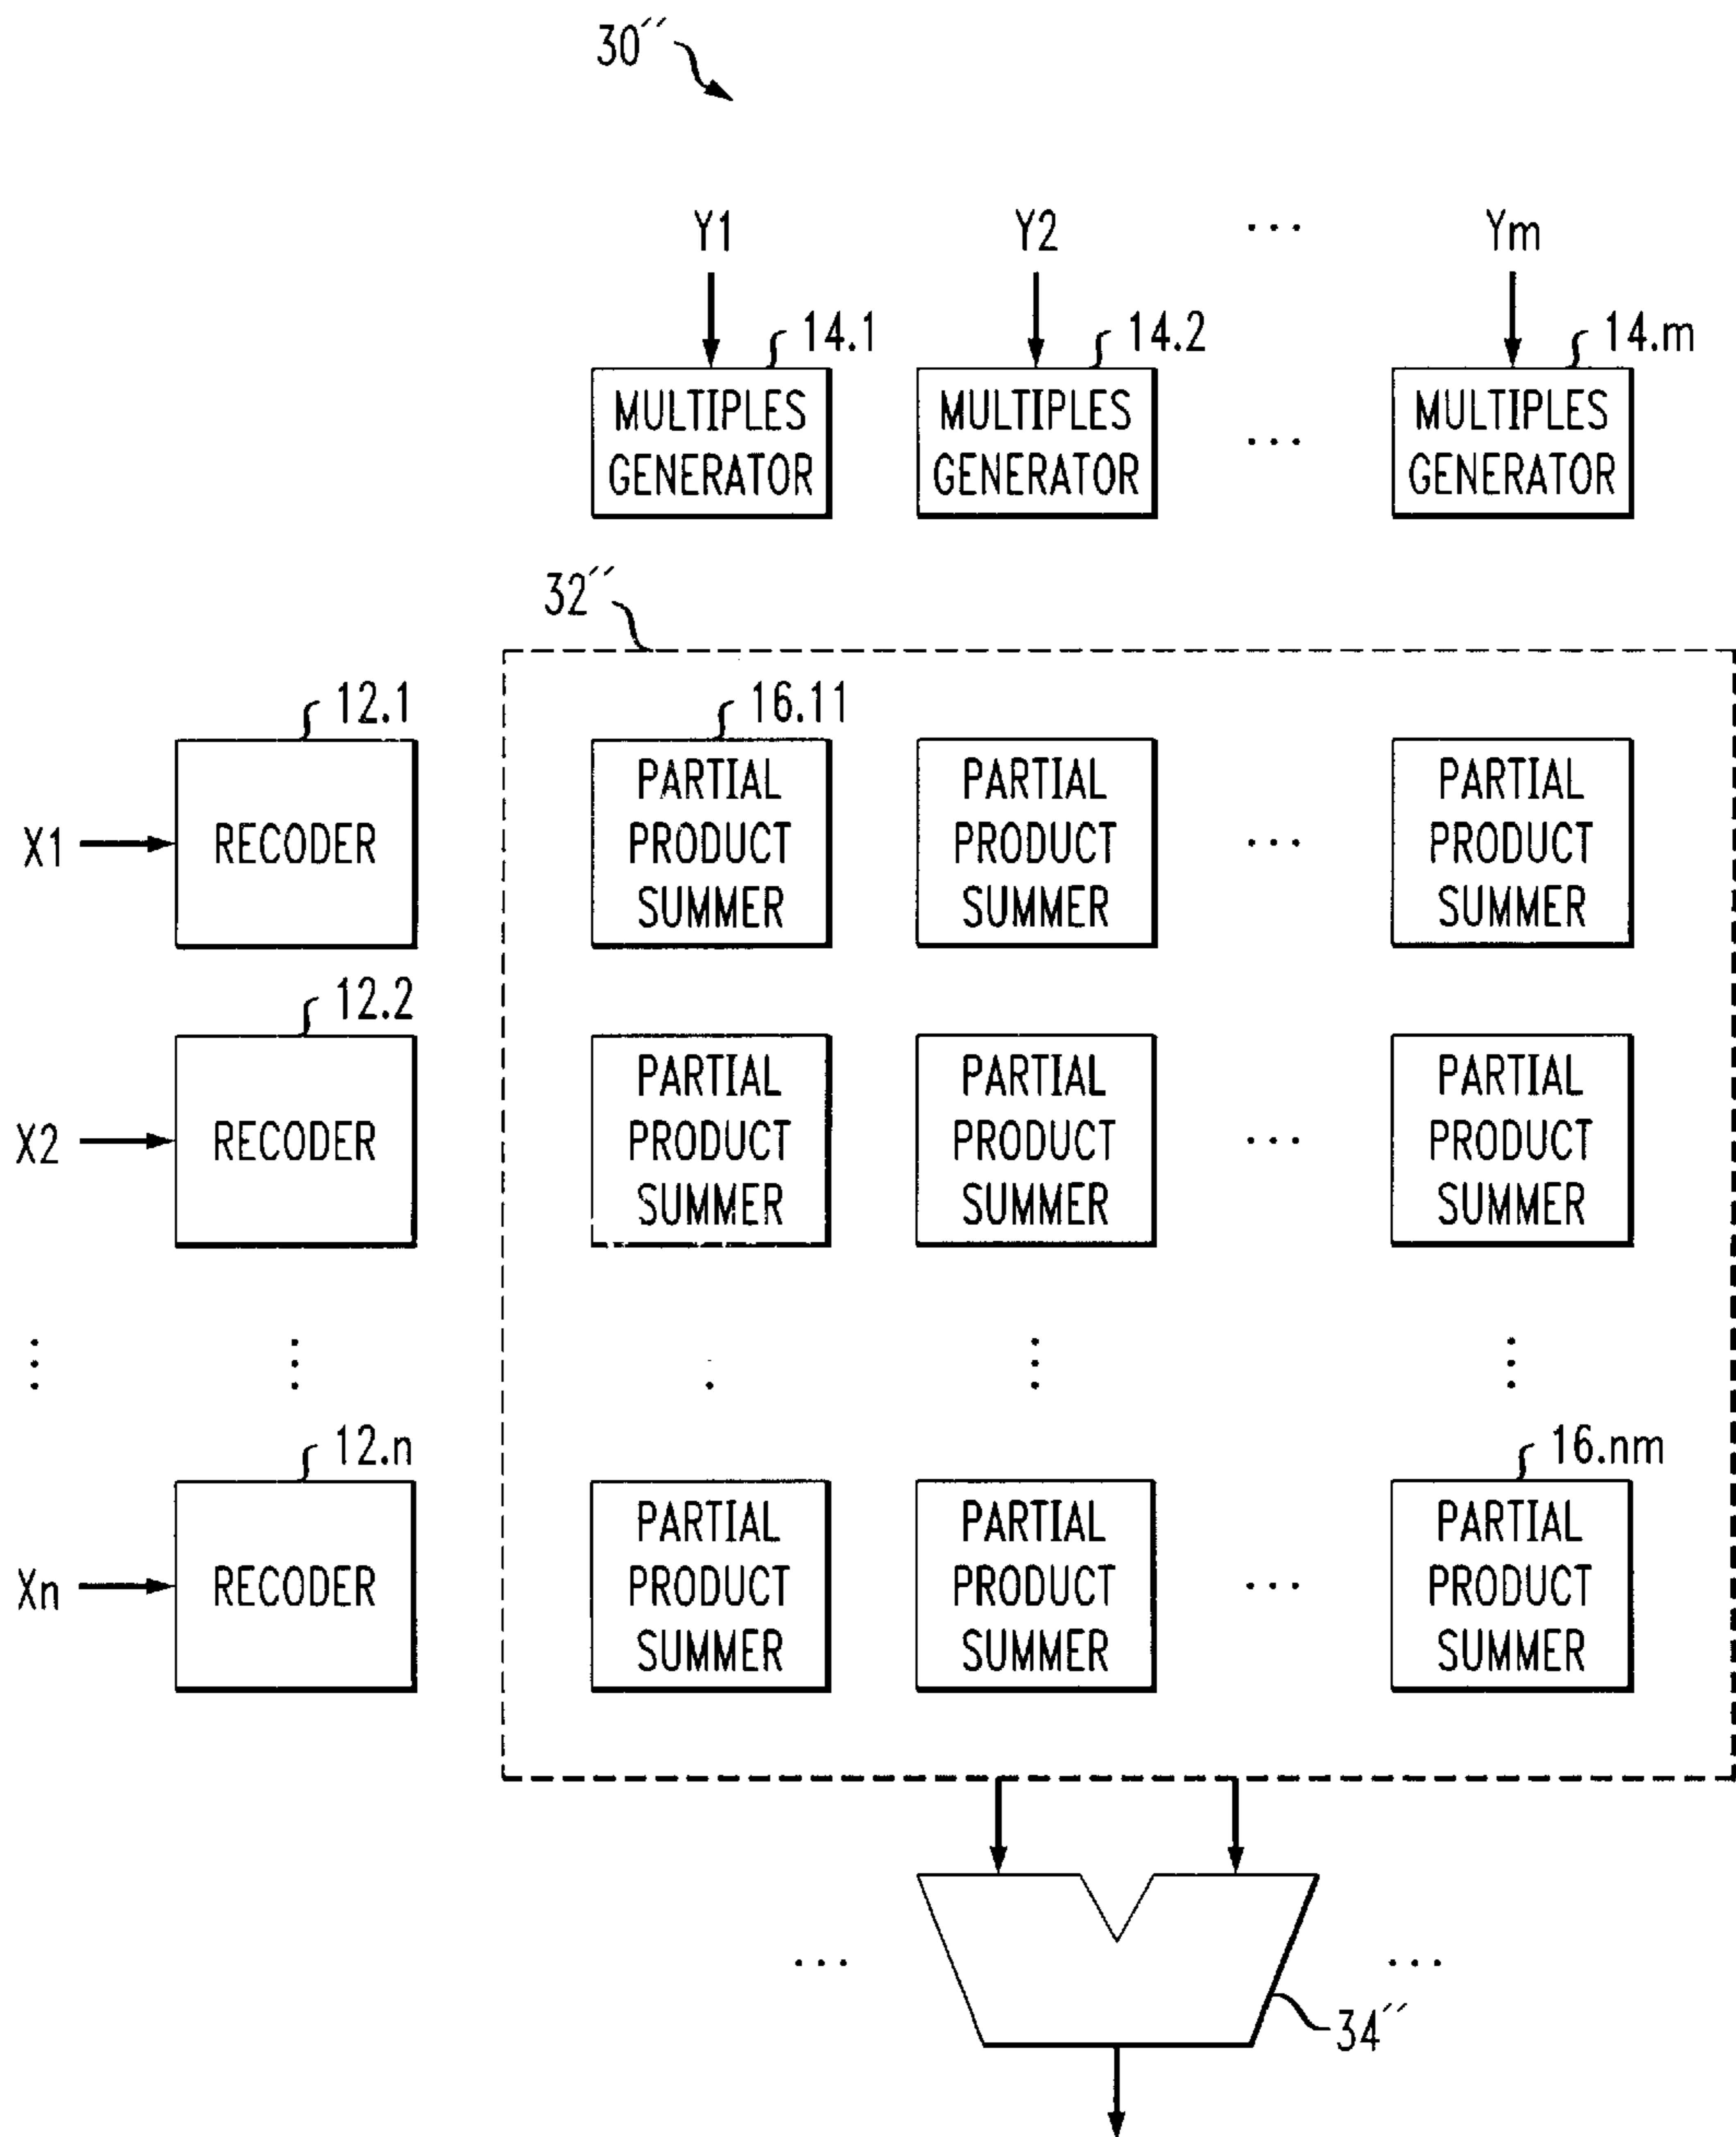 30´´
Y1 Y2 ... Ym
14.1 14.2 14.m
MULTIPLES MULTIPLES MULTIPLES
GENERATOR GENERATOR ... GENERATOR
32´´
12.1 16.11
PARTIAL PARTIAL PARTIAL
X1 RECODER PRODUCT PRODUCT ... PRODUCT
SUMMER SUMMER SUMMER
12.2
PARTIAL PARTIAL PARTIAL
X2 RECODER PRODUCT PRODUCT ... PRODUCT
SUMMER SUMMER SUMMER
12.n 16.nm
PARTIAL PARTIAL PARTIAL
Xn RECODER PRODUCT PRODUCT ... PRODUCT
SUMMER SUMMER SUMMER
... ...
34´´